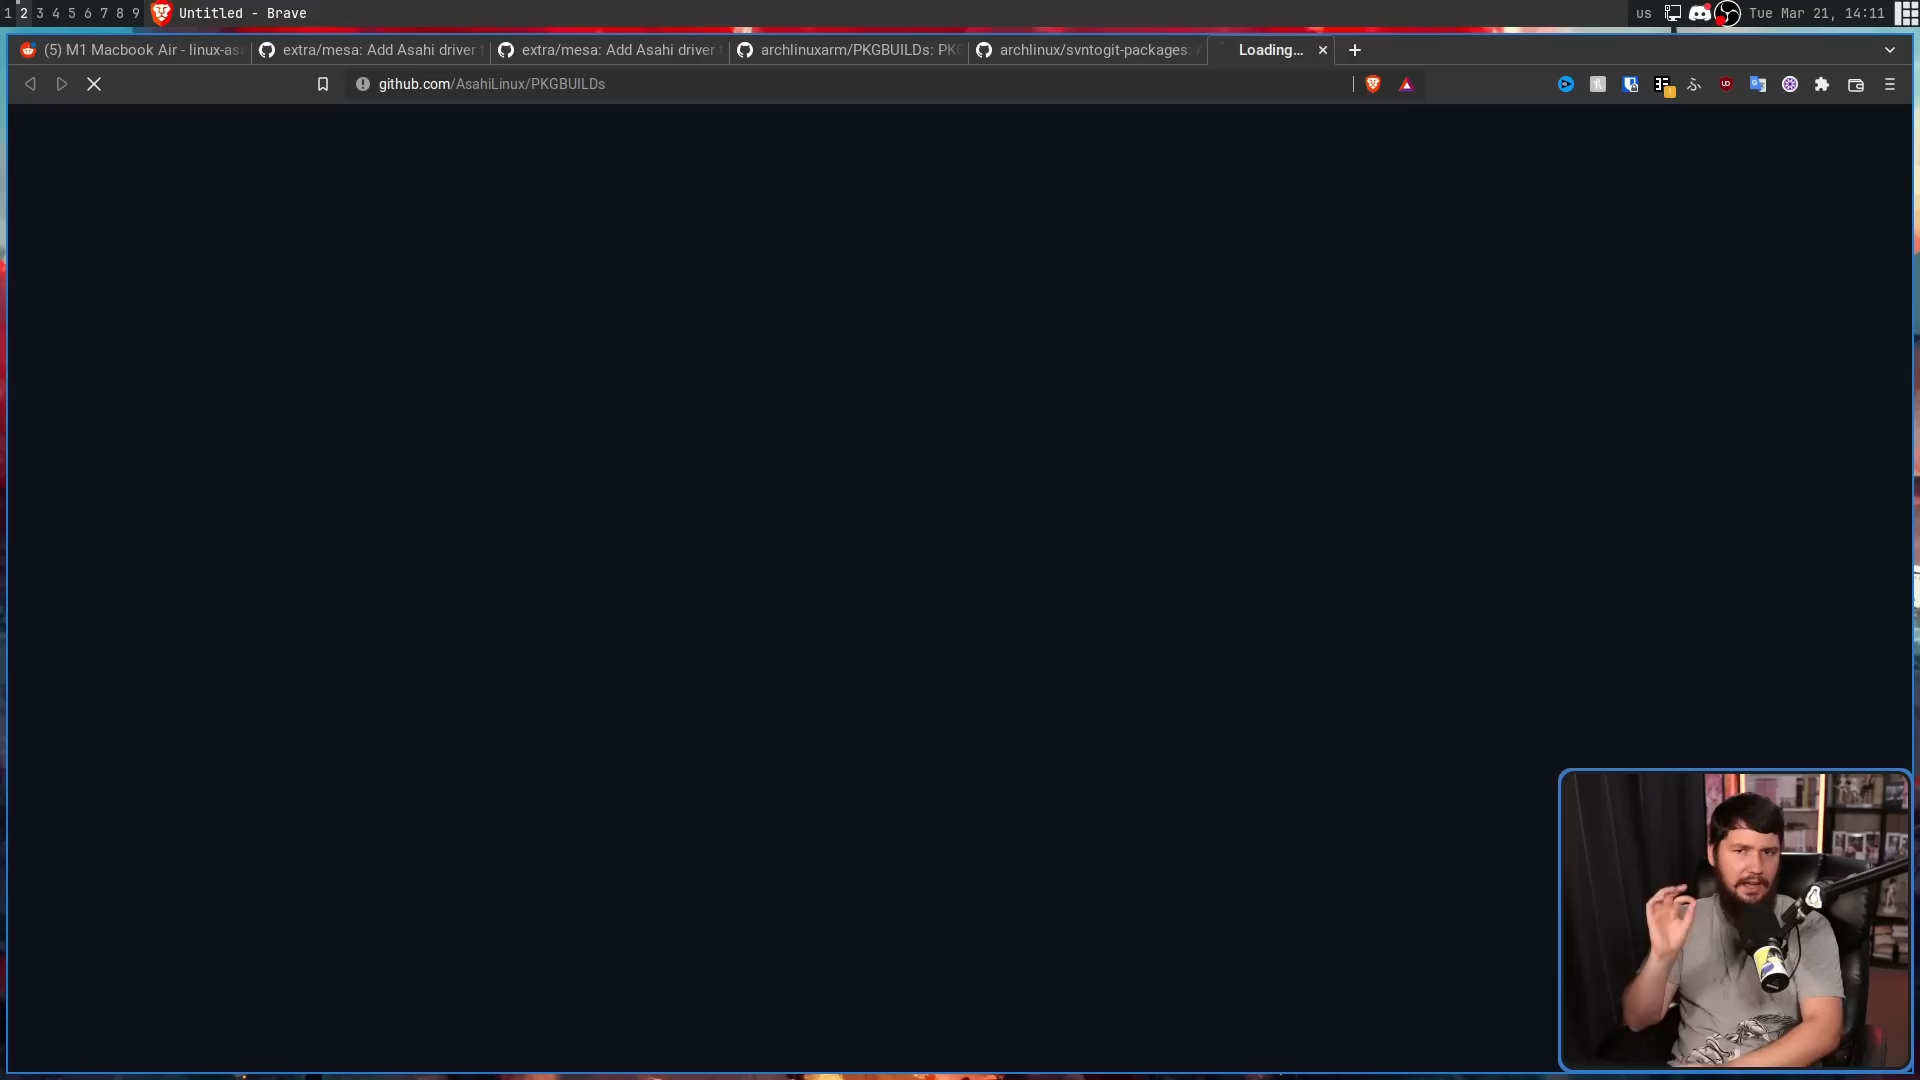 1 2 3 4 5 6 7 8 9 Untitled - Brave us Tue Mar 21, 14:11
(5) M1 Macbook Air - linux-as extra/mesa: Add Asahi driver extra/mesa: Add Asahi driver archlinuxarm/PKGBUILDs: PK archlinux/svntogit-packages: Loading...
github.com/AsahiLinux/PKGBUILDs